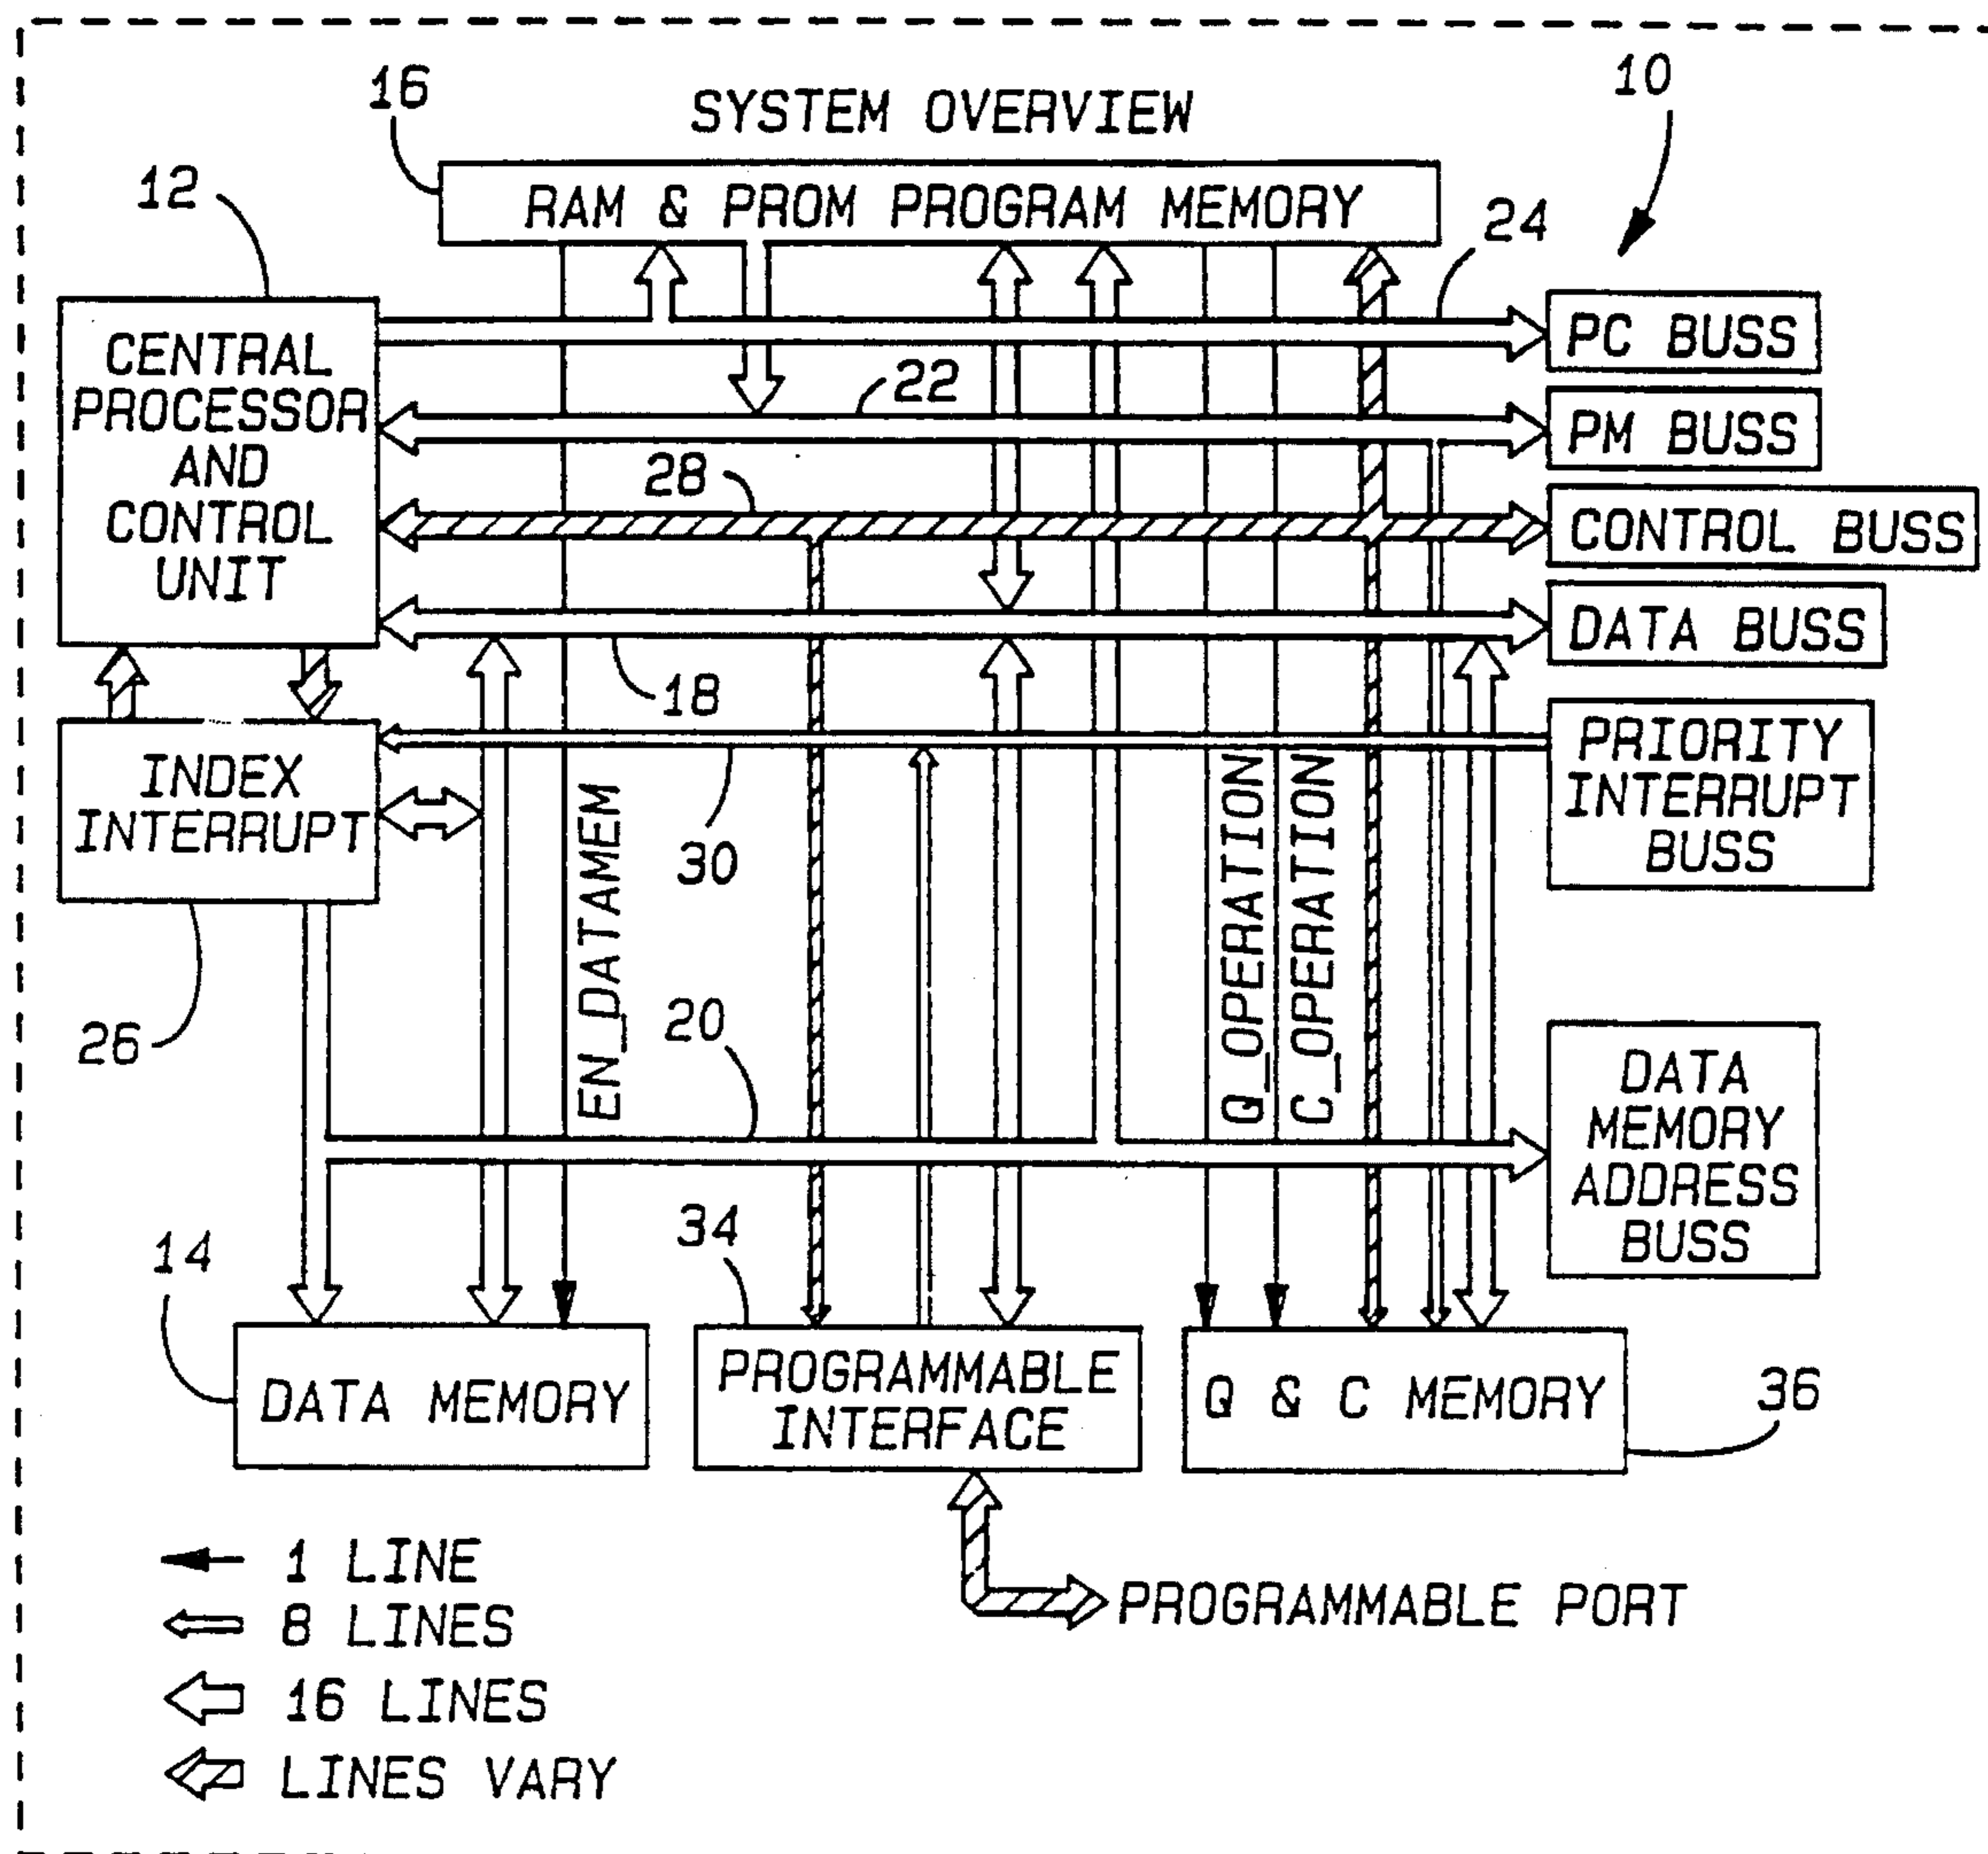 10
16
SYSTEM OVERVIEW
12
RAM & PROM PROGRAM MEMORY
24
CENTRAL
PROCESSOR
AND
CONTROL
UNIT
PC BUSS
22
PM BUSS
28
CONTROL BUSS
DATA BUSS
18
INDEX
INTERRUPT
PRIORITY
INTERRUPT
BUSS
30
EN_DATAMEM
Q_OPERATION
C_OPERATION
26
20
DATA
MEMORY
ADDRESS
BUSS
14
34
DATA MEMORY
PROGRAMMABLE
INTERFACE
Q & C MEMORY
36
1 LINE
8 LINES
16 LINES
LINES VARY
PROGRAMMABLE PORT